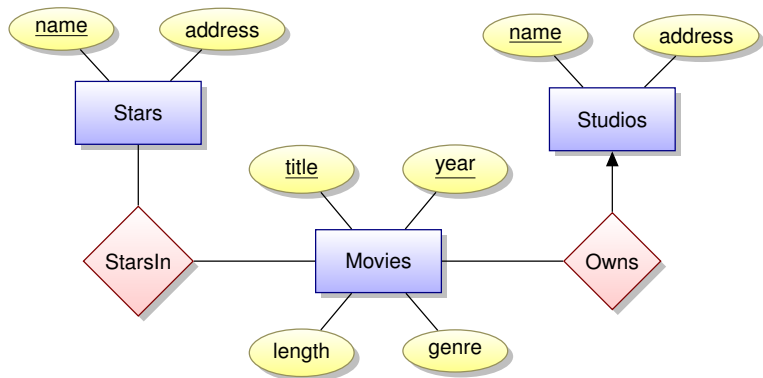 name
address
name
address
Stars
Studios
title
year
StarsIn
Movies
Owns
length
genre